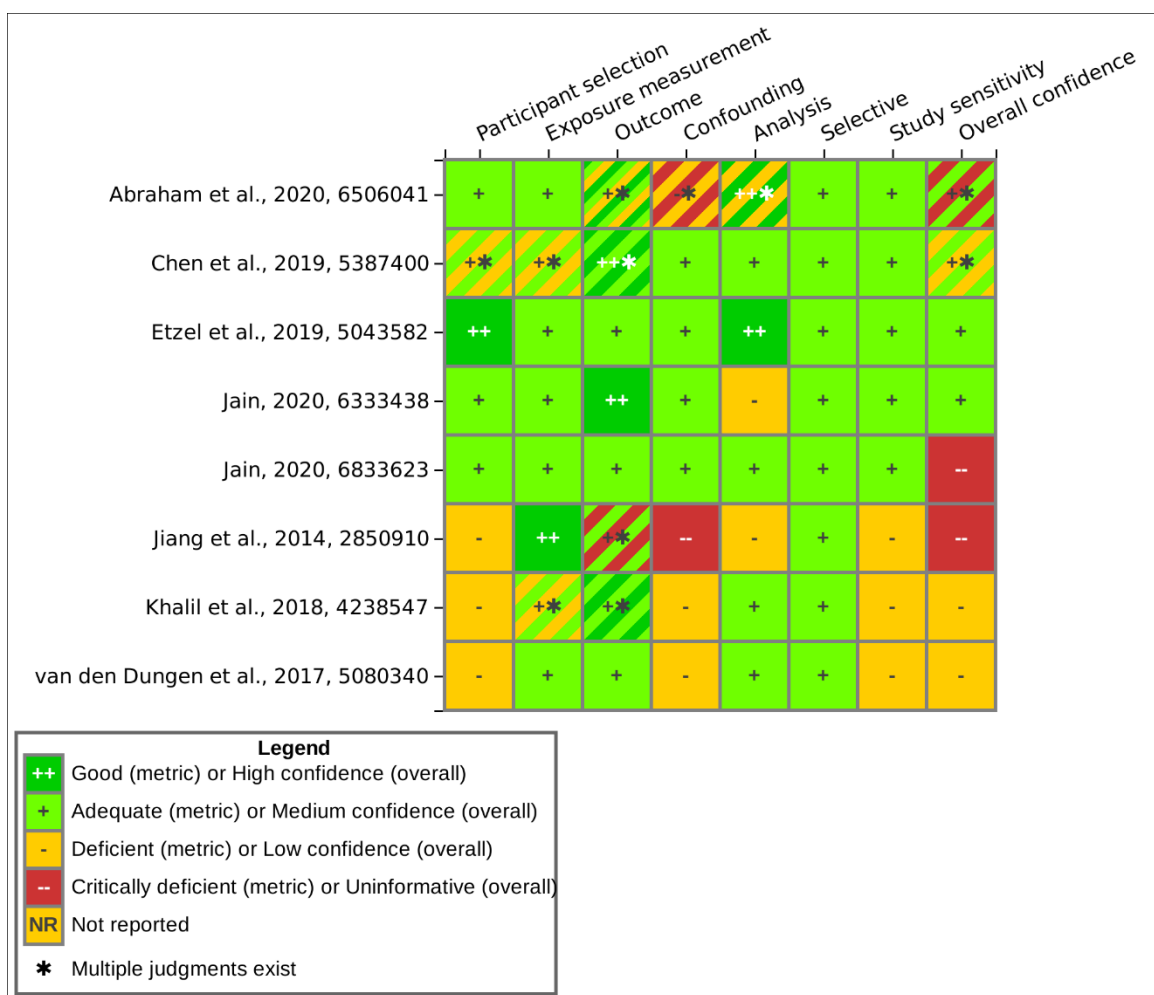 Participant selection
Exposure measurement
Outcome
Confounding
Analysis
Selective
Study sensitivity
Overall confidence
Abraham et al., 2020, 6506041 + + +✱ -✱ ++✱ + + +✱
Chen et al., 2019, 5387400 +✱ +✱ ++✱ + + + + +✱
Etzel et al., 2019, 5043582 ++ + + + ++ + + +
Jain, 2020, 6333438 + + ++ + - + + +
Jain, 2020, 6833623 + + + + + + + --
Jiang et al., 2014, 2850910 - ++ +✱ -- - + - --
Khalil et al., 2018, 4238547 - +✱ +✱ - + + - -
van den Dungen et al., 2017, 5080340 - + + - + + - -
Legend
++ Good (metric) or High confidence (overall)
+ Adequate (metric) or Medium confidence (overall)
- Deficient (metric) or Low confidence (overall)
-- Critically deficient (metric) or Uninformative (overall)
NR Not reported
✱ Multiple judgments exist